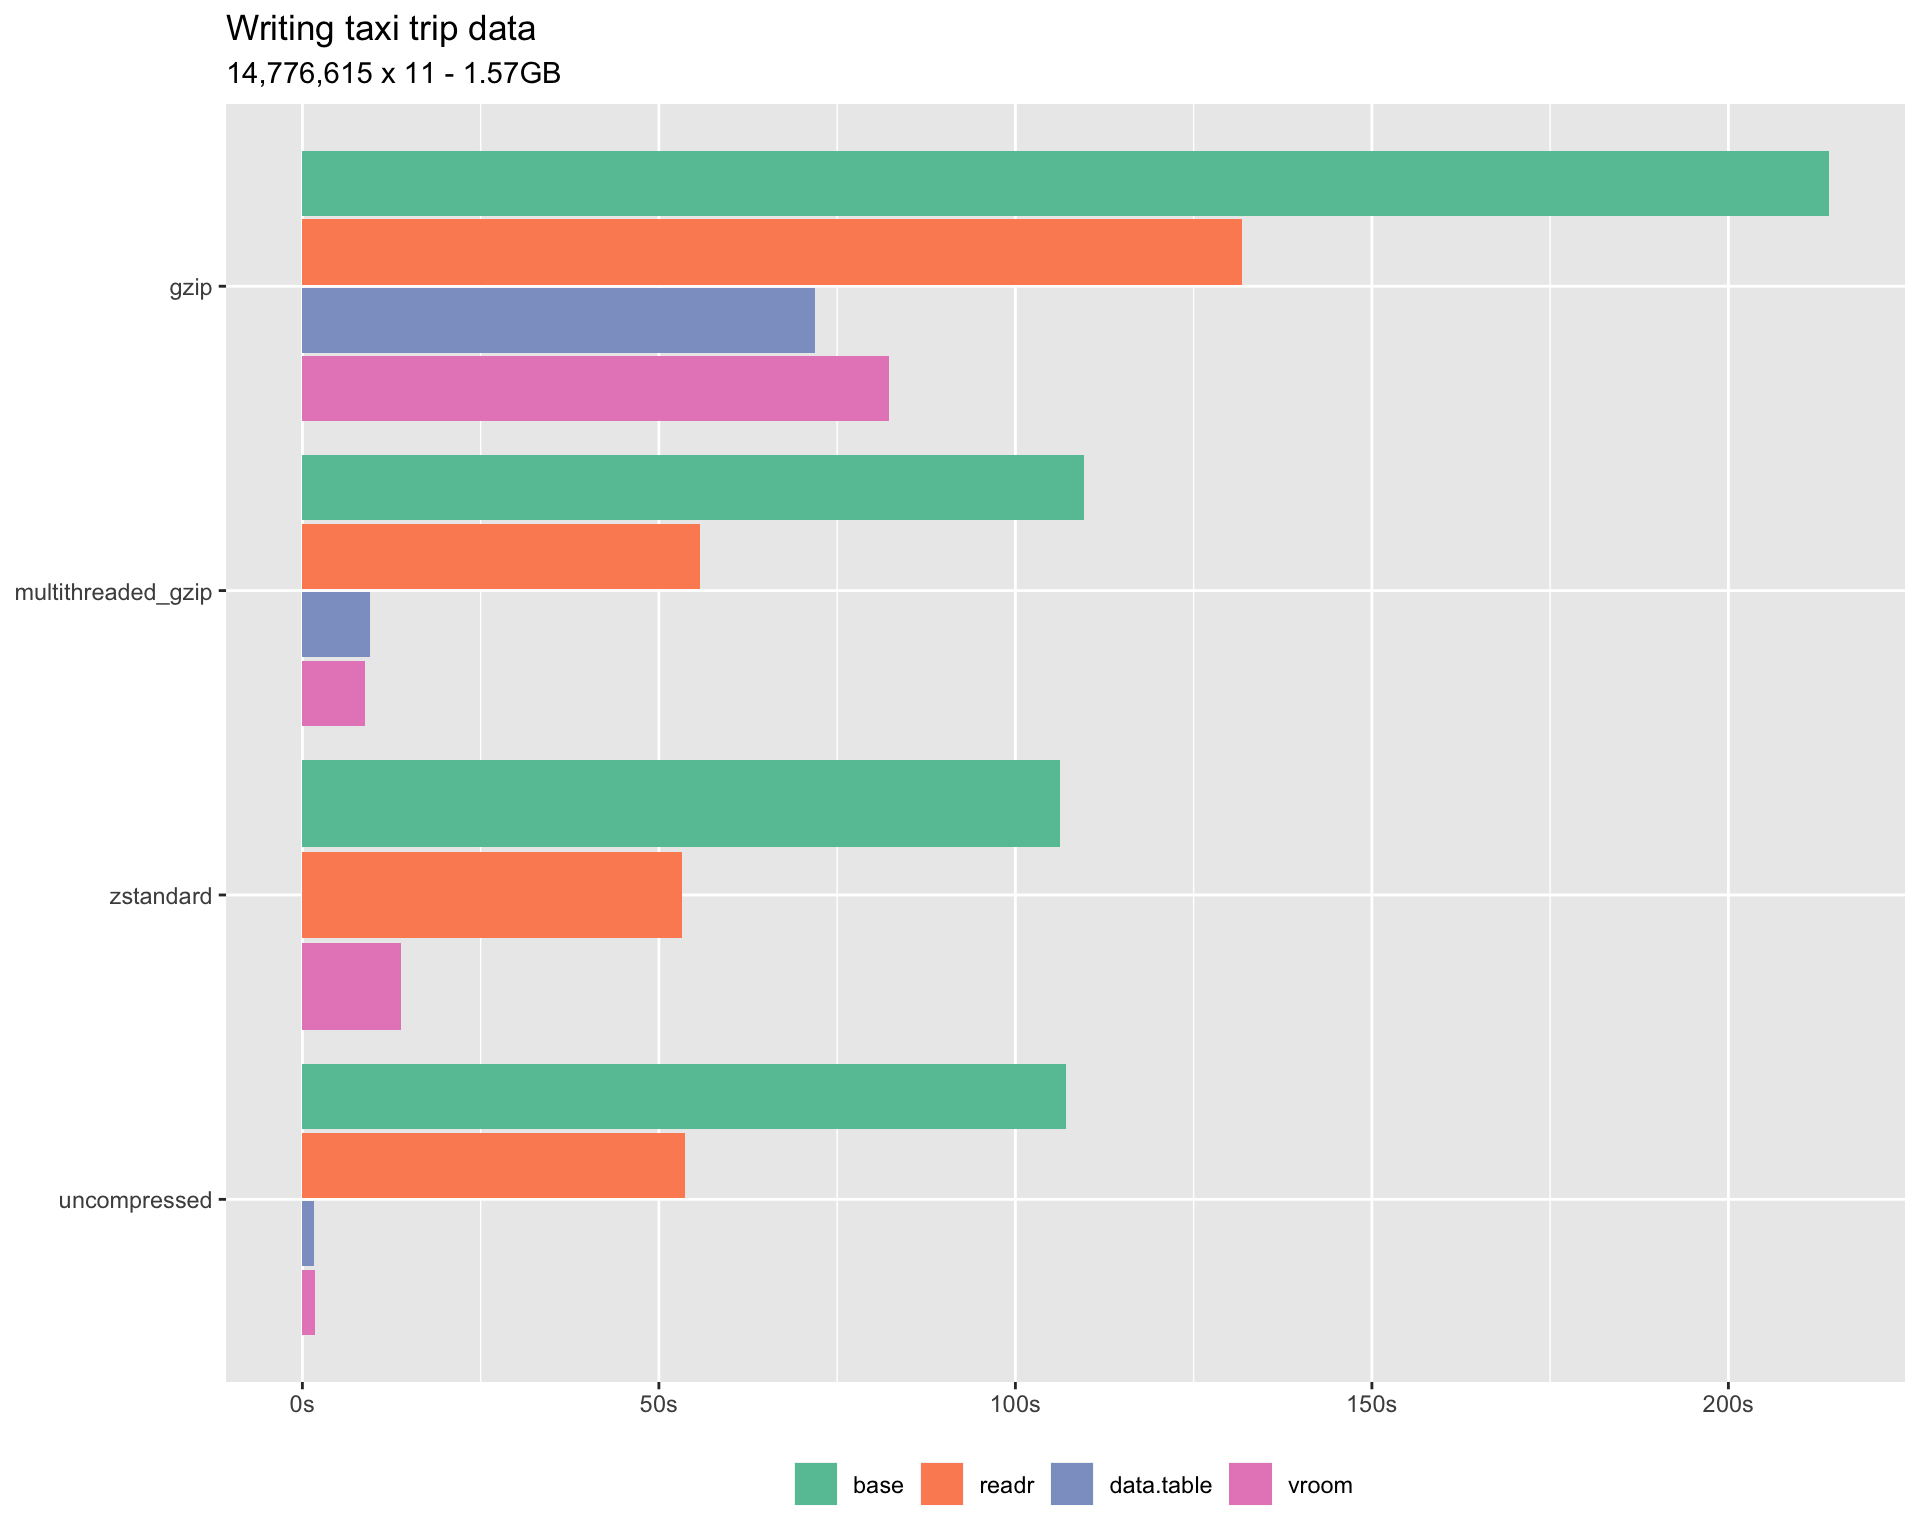 Writing taxi trip data
14,776,615 x 11 - 1.57GB
gzip
multithreaded_gzip
zstandard
uncompressed
0s 50s 100s 150s 200s
base readr data.table vroom